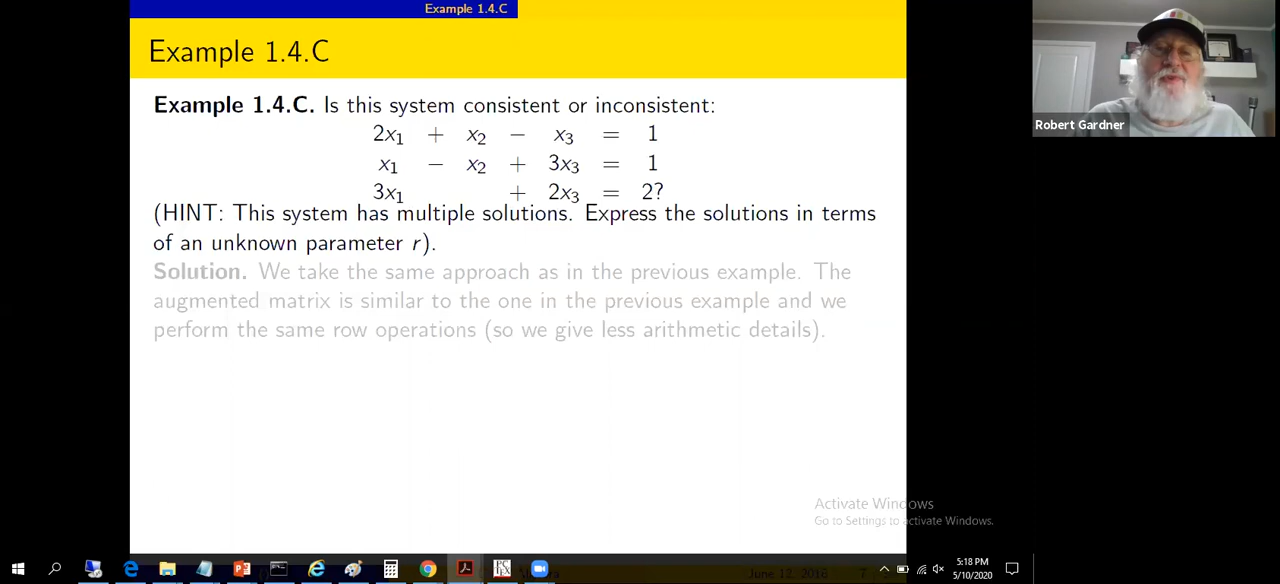 Example 1.4.C
Example 1.4.C
Example 1.4.C. Is this system consistent or inconsistent:
2x₁ + x₂ − x₃ = 1
x₁ − x₂ + 3x₃ = 1
3x₁ + 2x₃ = 2?
(HINT: This system has multiple solutions. Express the solutions in terms
of an unknown parameter r).
Solution. We take the same approach as in the previous example. The
augmented matrix is similar to the one in the previous example and we
perform the same row operations (so we give less arithmetic details).
Robert Gardner
Activate Windows
Go to Settings to activate Windows.
June 12, 2016
5:18 PM
5/10/2020